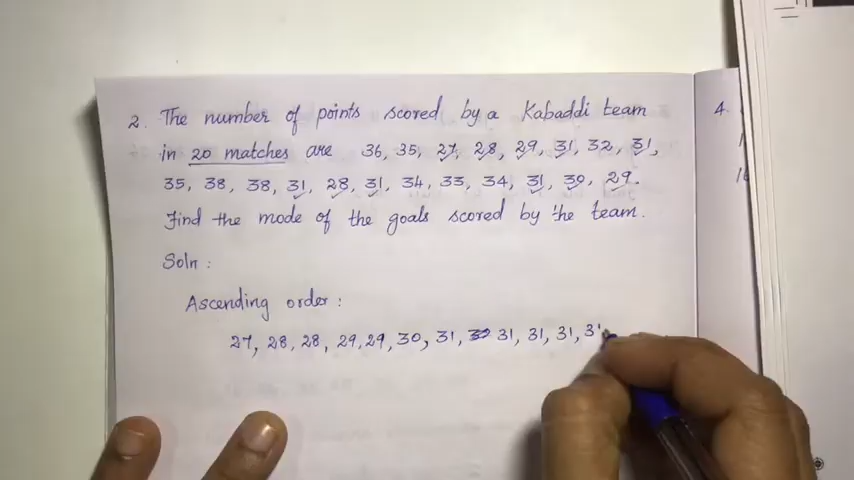 2. The number of points scored by a Kabaddi team
in 20 matches are 36, 35, 27, 28, 29, 31, 32, 31,
35, 38, 38, 31, 28, 31, 34, 33, 34, 31, 30, 29.
Find the mode of the goals scored by the team.
Soln :
Ascending order :
27, 28, 28, 29, 29, 30, 31, 31, 31, 31, 31
4.